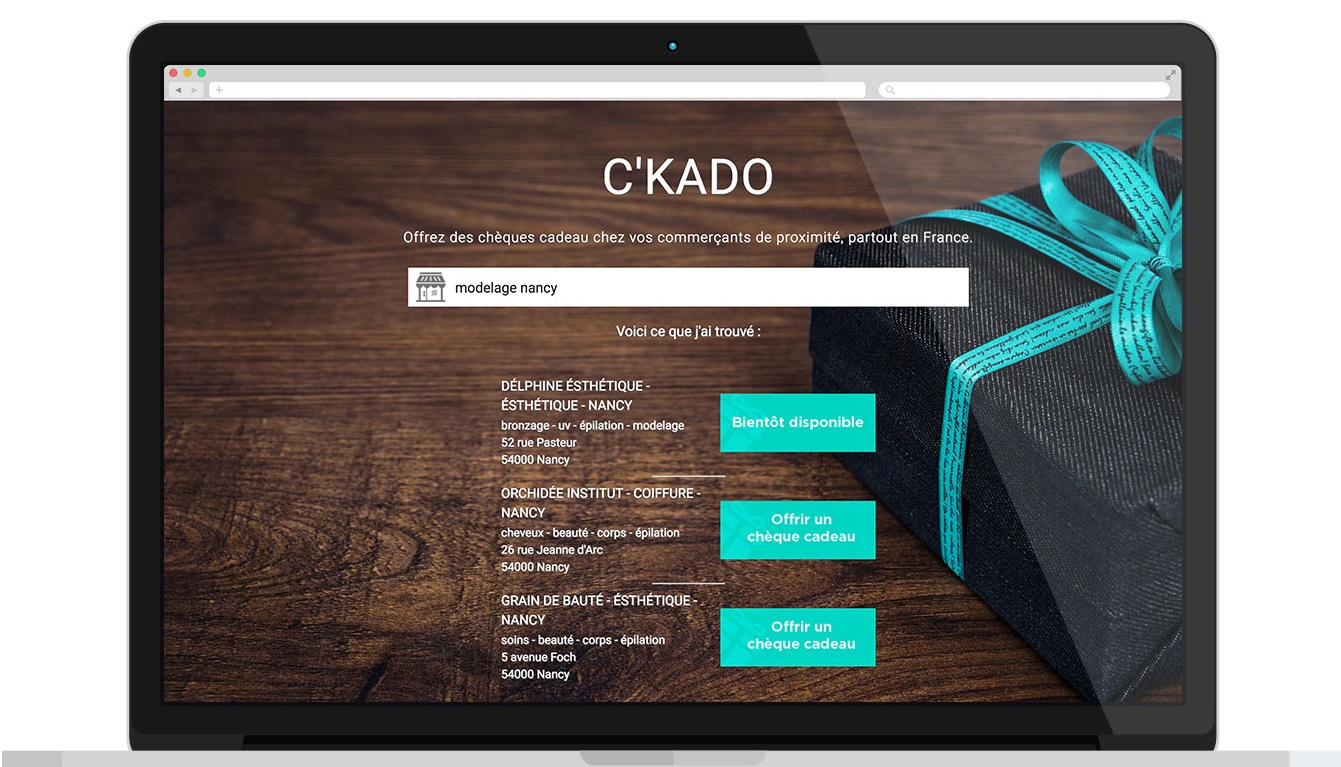 C'KADO
Offrez des chèques cadeau chez vos commerçants de proximité, partout en France.
modelage nancy
Voici ce que j'ai trouvé :
DÉLPHINE ÉSTHÉTIQUE -
ÉSTHÉTIQUE - NANCY
bronzage - uv - épilation - modelage
52 rue Pasteur
54000 Nancy
Bientôt disponible
ORCHIDÉE INSTITUT - COIFFURE -
NANCY
cheveux - beauté - corps - épilation
26 rue Jeanne d'Arc
54000 Nancy
Offrir un
chèque cadeau
GRAIN DE BAUTÉ - ÉSTHÉTIQUE -
NANCY
soins - beauté - corps - épilation
5 avenue Foch
54000 Nancy
Offrir un
chèque cadeau